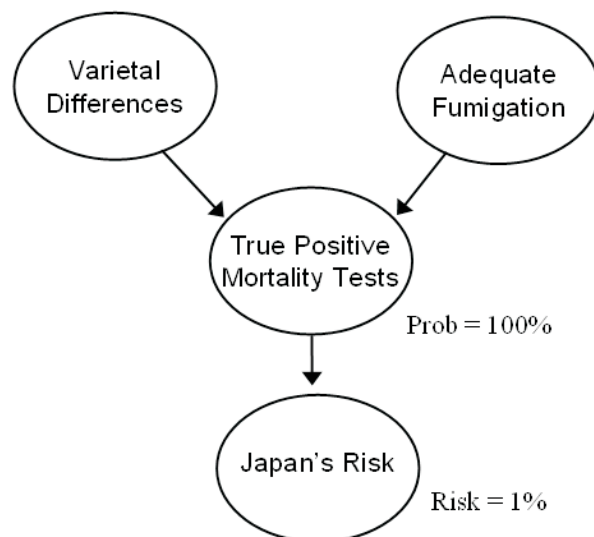 Varietal
Differences
Adequate
Fumigation
True Positive
Mortality Tests
Prob = 100%
Japan's Risk
Risk = 1%